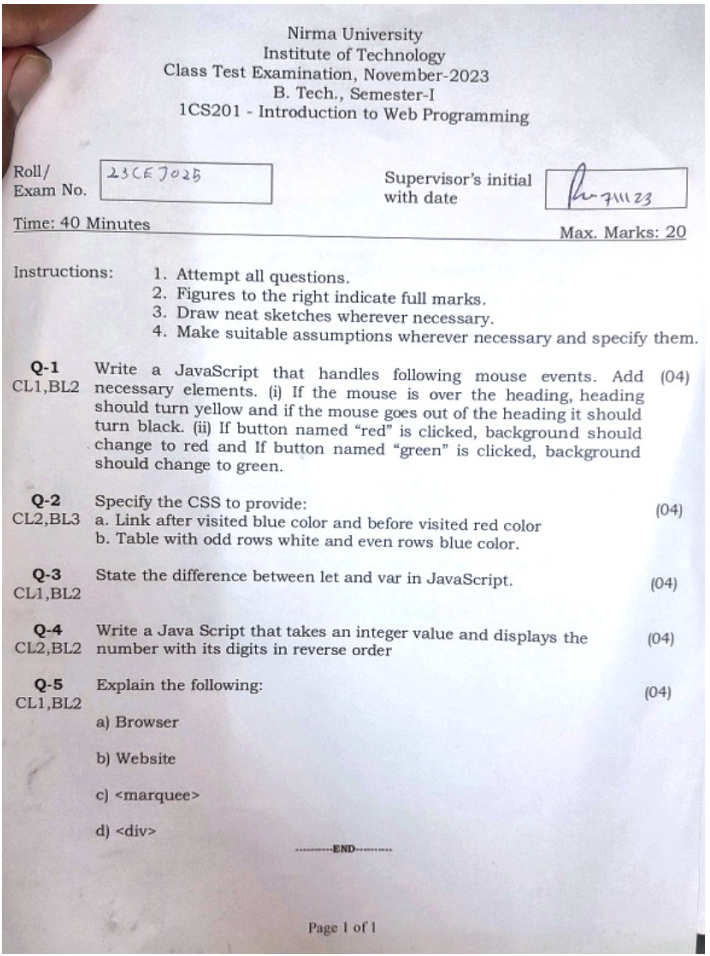 Nirma University
Institute of Technology
Class Test Examination, November-2023
B. Tech., Semester-I
1CS201 - Introduction to Web Programming
Roll/ 23CEJ025 Supervisor's initial
Exam No. with date 7/11/23
Time: 40 Minutes Max. Marks: 20
Instructions: 1. Attempt all questions.
2. Figures to the right indicate full marks.
3. Draw neat sketches wherever necessary.
4. Make suitable assumptions wherever necessary and specify them.
Q-1 Write a JavaScript that handles following mouse events. Add (04)
CL1,BL2 necessary elements. (i) If the mouse is over the heading, heading
should turn yellow and if the mouse goes out of the heading it should
turn black. (ii) If button named "red" is clicked, background should
change to red and If button named "green" is clicked, background
should change to green.
Q-2 Specify the CSS to provide: (04)
CL2,BL3 a. Link after visited blue color and before visited red color
b. Table with odd rows white and even rows blue color.
Q-3 State the difference between let and var in JavaScript. (04)
CL1,BL2
Q-4 Write a Java Script that takes an integer value and displays the (04)
CL2,BL2 number with its digits in reverse order
Q-5 Explain the following: (04)
CL1,BL2
a) Browser
b) Website
c) <marquee>
d) <div>
-----------END-----------
Page 1 of 1